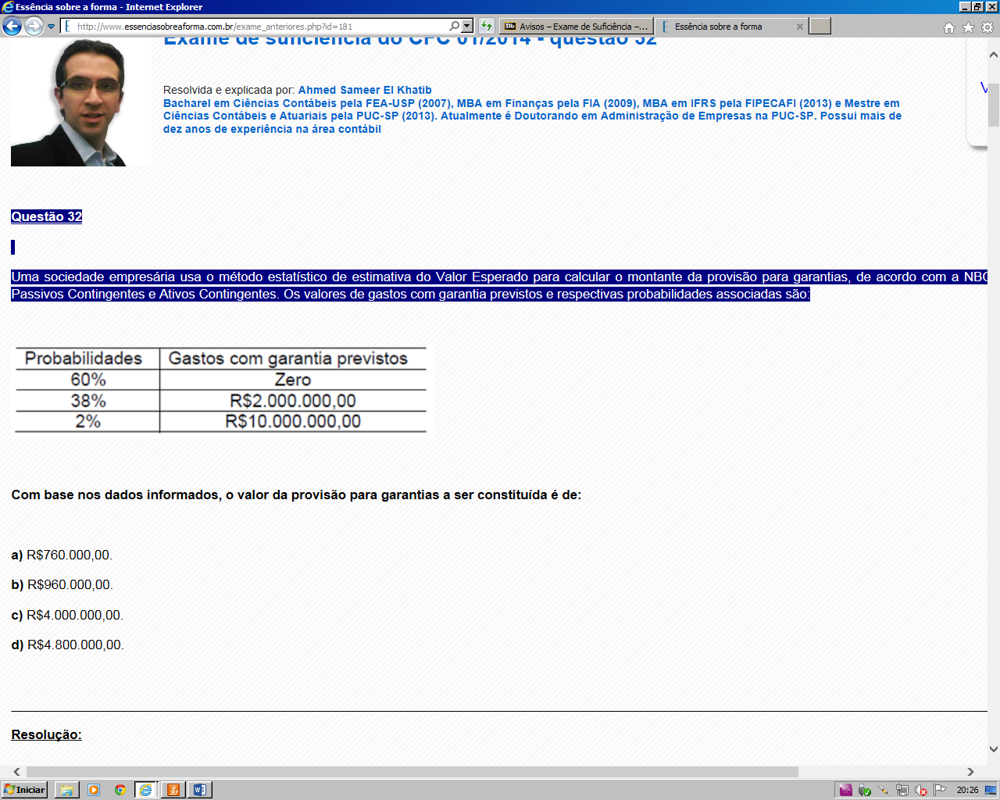 Essência sobre a forma - Internet Explorer
http://www.essenciasobreaforma.com.br/exame_anteriores.php?id=181
Avisos – Exame de Suficiência –...
Essência sobre a forma
Exame de suficiência do CFC 01/2014 - questão 32
Resolvida e explicada por: Ahmed Sameer El Khatib
Bacharel em Ciências Contábeis pela FEA-USP (2007), MBA em Finanças pela FIA (2009), MBA em IFRS pela FIPECAFI (2013) e Mestre em
Ciências Contábeis e Atuariais pela PUC-SP (2013). Atualmente é Doutorando em Administração de Empresas na PUC-SP. Possui mais de
dez anos de experiência na área contábil
Questão 32
Uma sociedade empresária usa o método estatístico de estimativa do Valor Esperado para calcular o montante da provisão para garantias, de acordo com a NBC
Passivos Contingentes e Ativos Contingentes. Os valores de gastos com garantia previstos e respectivas probabilidades associadas são:
Probabilidades Gastos com garantia previstos
60% Zero
38% R$2.000.000,00
2% R$10.000.000,00
Com base nos dados informados, o valor da provisão para garantias a ser constituída é de:
a) R$760.000,00.
b) R$960.000,00.
c) R$4.000.000,00.
d) R$4.800.000,00.
Resolução:
Iniciar
20:26